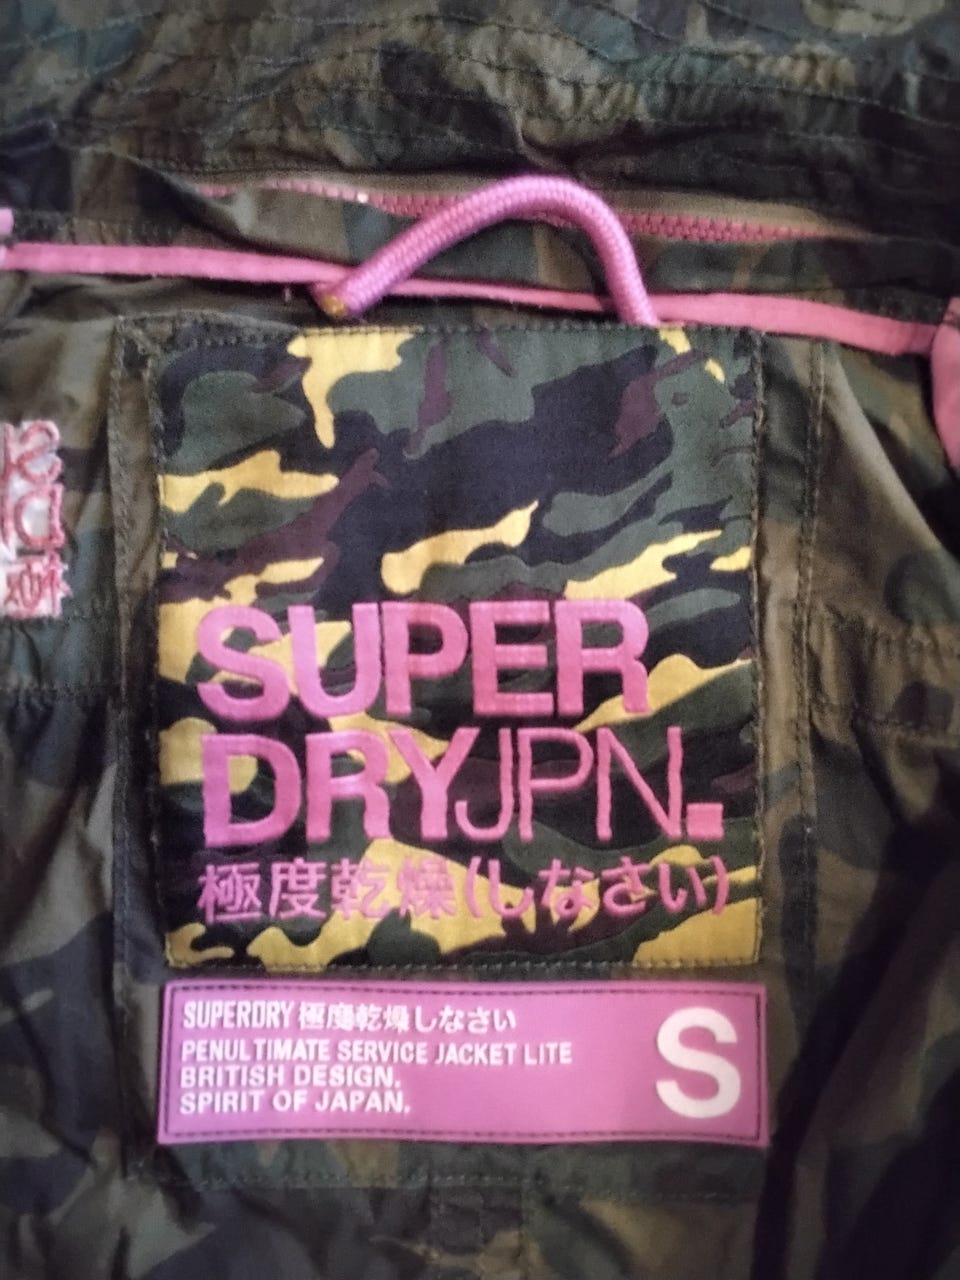 SUPER
DRYJPN.
極度乾燥(しなさい)
SUPERDRY 極度乾燥しなさい
PENULTIMATE SERVICE JACKET LITE
BRITISH DESIGN.
SPIRIT OF JAPAN.
S